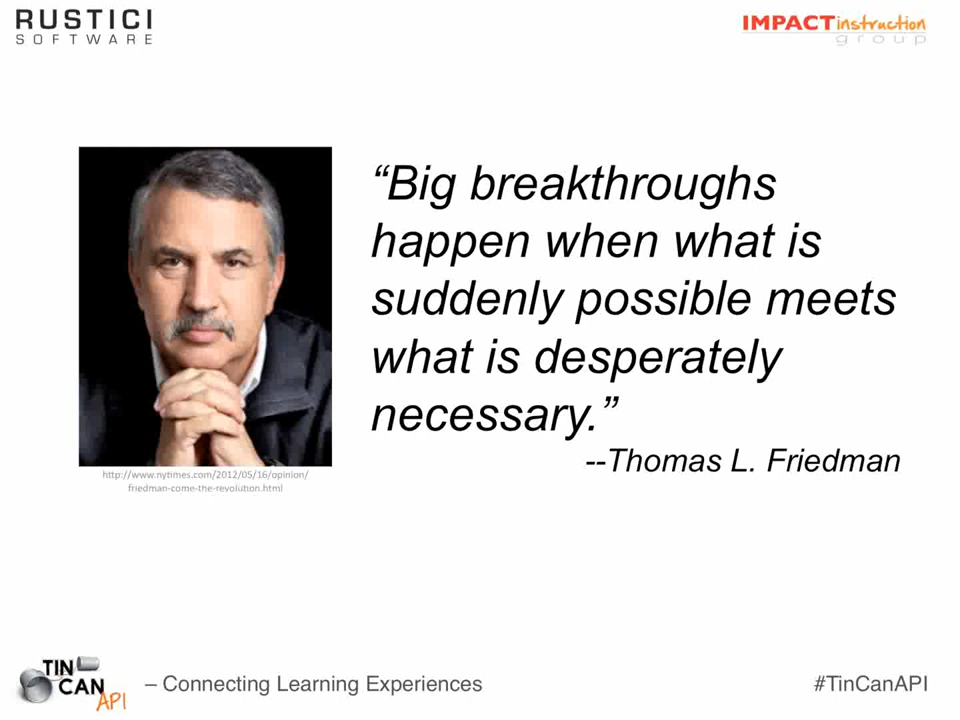 RUSTICI
SOFTWARE
IMPACTinstruction
group
“Big breakthroughs
happen when what is
suddenly possible meets
what is desperately
necessary.”
--Thomas L. Friedman
http://www.nytimes.com/2012/05/16/opinion/
friedman-come-the-revolution.html
TIN
CAN
API
– Connecting Learning Experiences
#TinCanAPI